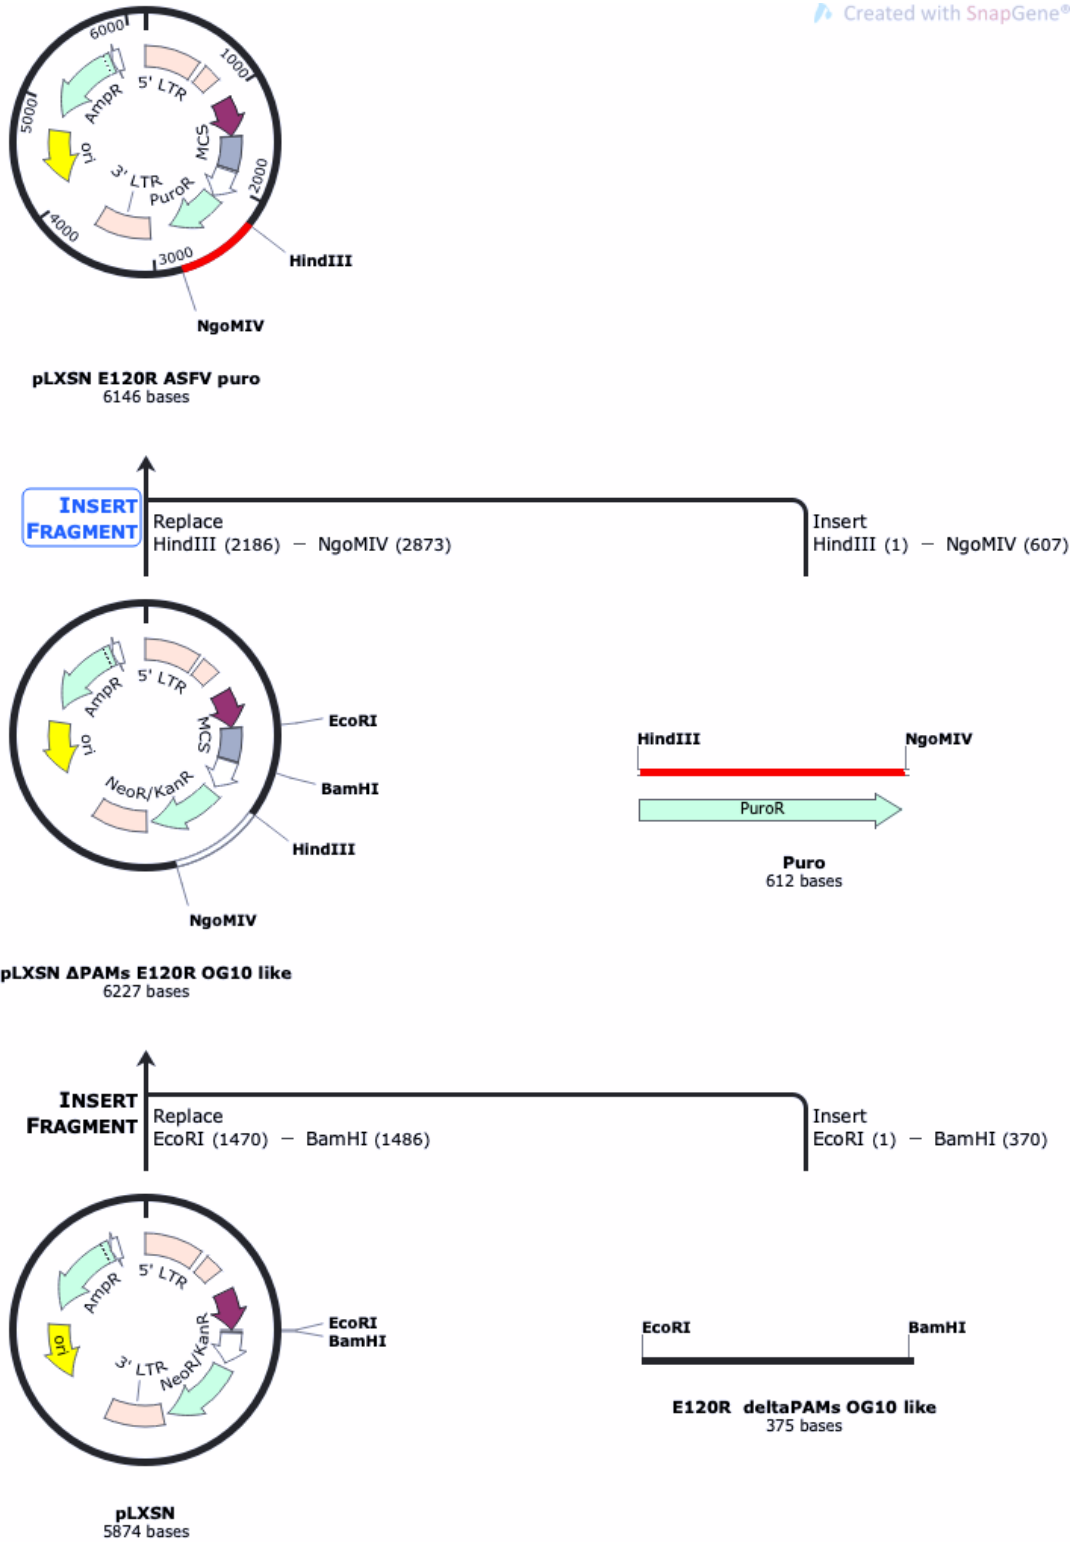 Created with SnapGene®
6000
1000
5' LTR
AmpR
5000
MCS
ori
3' LTR
PuroR
2000
4000
3000
HindIII
NgoMIV
pLXSN E120R ASFV puro
6146 bases
INSERT
FRAGMENT
Replace
HindIII (2186) – NgoMIV (2873)
Insert
HindIII (1) – NgoMIV (607)
5' LTR
AmpR
EcoRI
MCS
ori
NeoR/KanR
BamHI
HindIII
NgoMIV
pLXSN ΔPAMs E120R OG10 like
6227 bases
HindIII
NgoMIV
PuroR
Puro
612 bases
INSERT
FRAGMENT
Replace
EcoRI (1470) – BamHI (1486)
Insert
EcoRI (1) – BamHI (370)
5' LTR
AmpR
EcoRI
BamHI
ori
3' LTR
NeoR/KanR
pLXSN
5874 bases
EcoRI
BamHI
E120R deltaPAMs OG10 like
375 bases